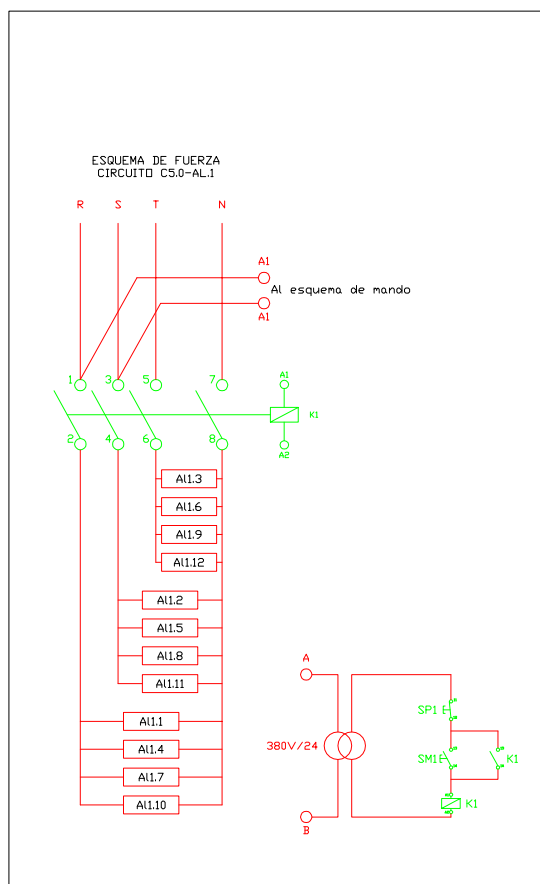 ESQUEMA DE FUERZA
CIRCUITO C5.0-AL.1
R S T N
A1
Al esquema de mando
A1
1 3 5 7
A1
K1
2 4 6 8
A2
Al1.3
Al1.6
Al1.9
Al1.12
Al1.2
Al1.5
Al1.8
Al1.11
A
SP1
Al1.1
380V/24
Al1.4
SM1 K1
Al1.7
Al1.10
K1
B